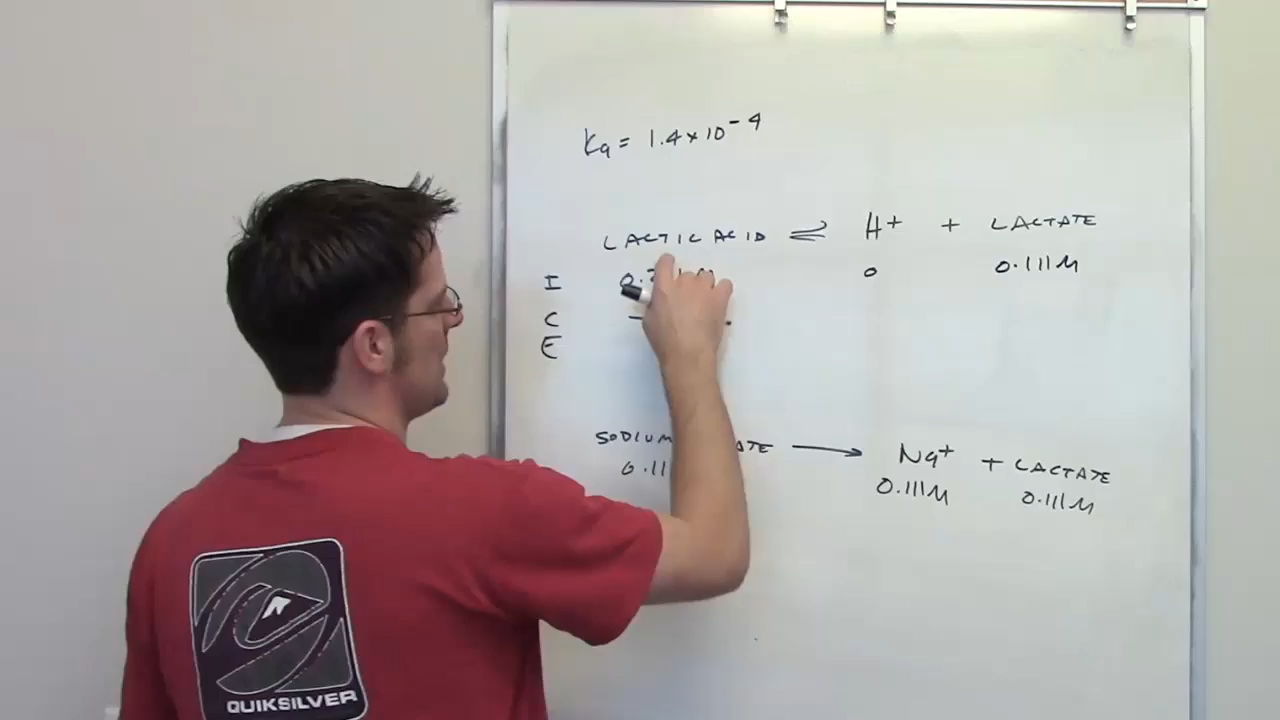 Ka = 1.4 x 10⁻⁴
LACTIC ACID ⇌ H+ + LACTATE
I 0 0.111M
C
E
SODIUM → Na+ + LACTATE
0.111M 0.111M
QUIKSILVER